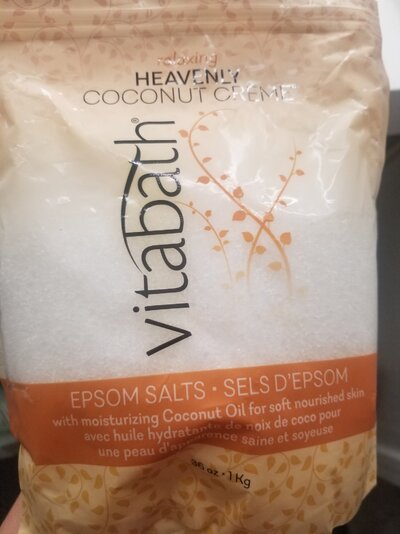 relaxing
HEAVENLY
COCONUT CRÈME
vitabath®
EPSOM SALTS • SELS D'EPSOM
with moisturizing Coconut Oil for soft nourished skin
avec huile hydratante de noix de coco pour
une peau d'apparence saine et soyeuse
36 oz • 1 Kg